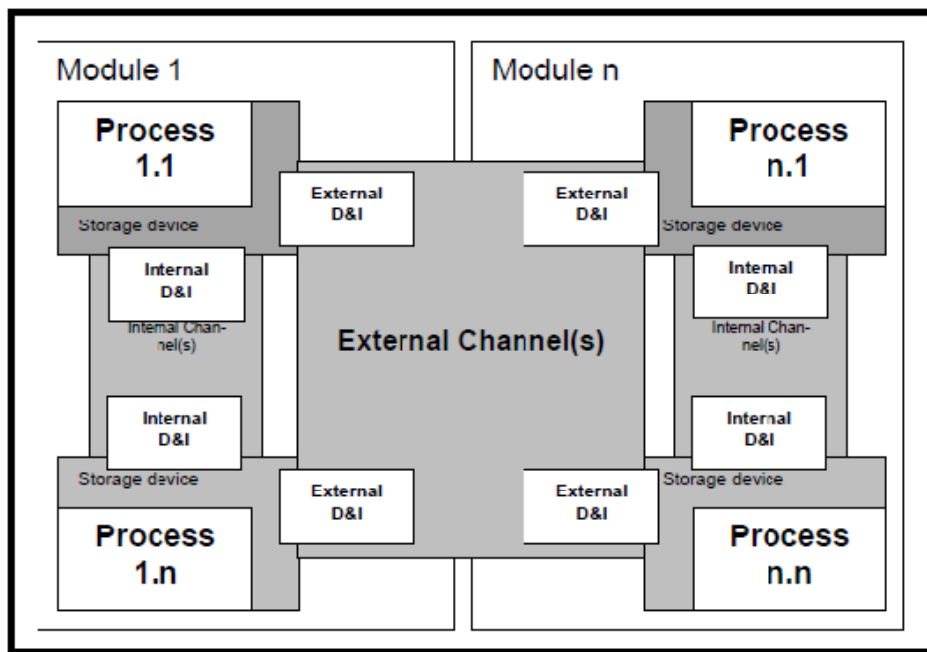 Module 1
Module n
Process
1.1
Process
n.1
External
D&I
External
D&I
Storage device
Storage device
Internal
D&I
Internal
D&I
Internal Chan-
nel(s)
Internal Chan-
nel(s)
External Channel(s)
Internal
D&I
Internal
D&I
Storage device
Storage device
External
D&I
External
D&I
Process
1.n
Process
n.n